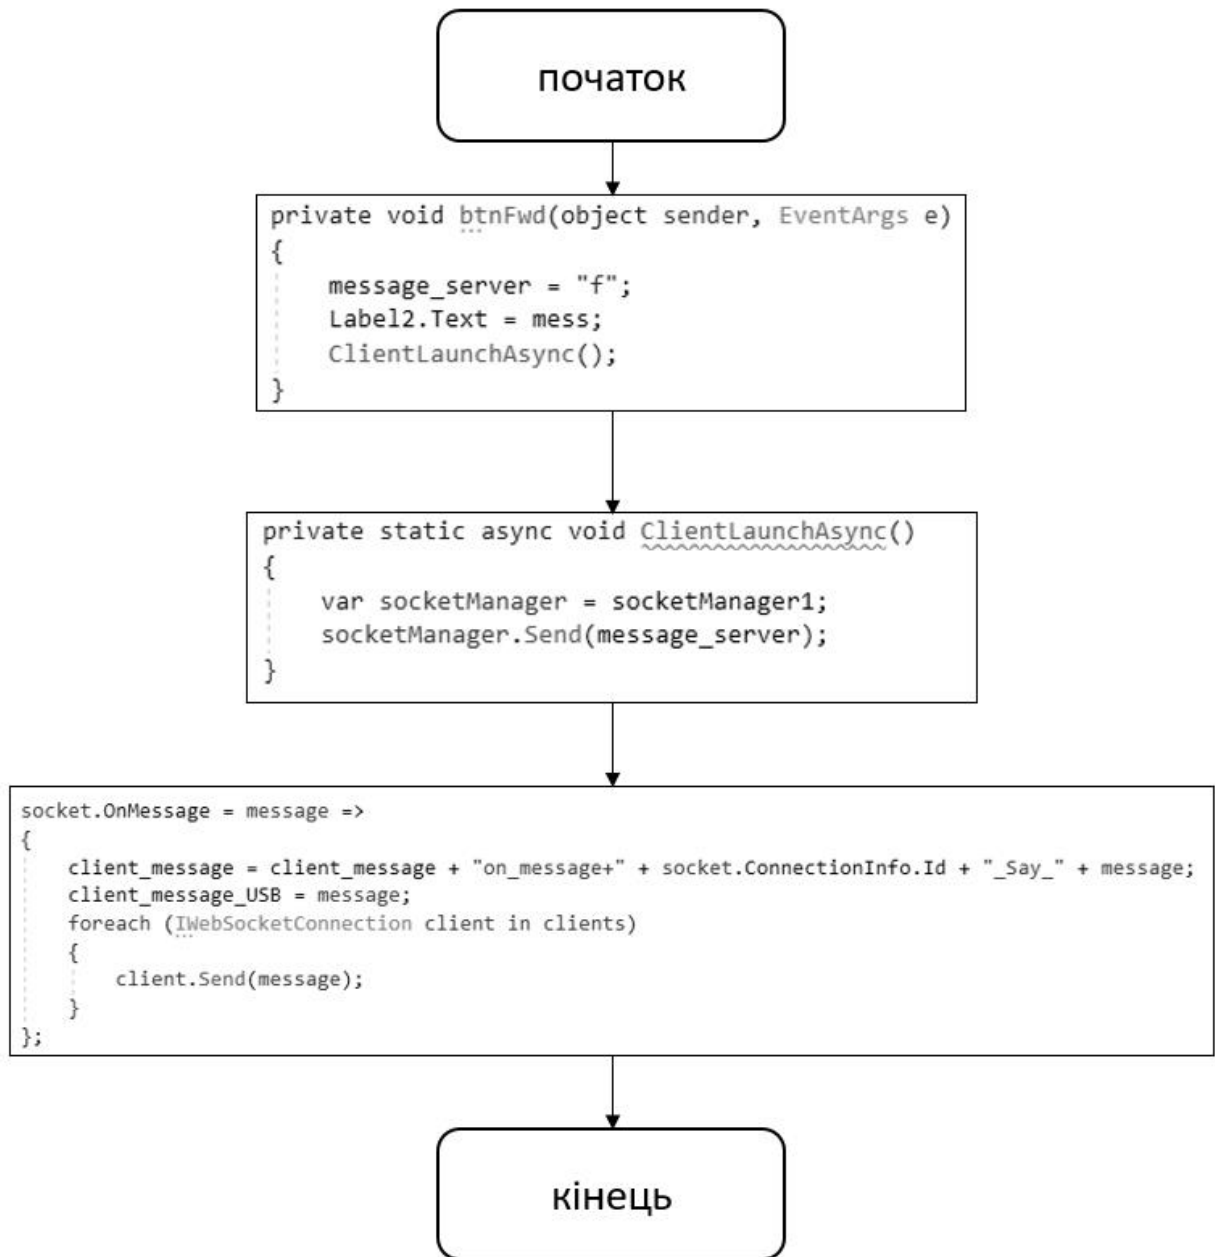 початок
private void btnFwd(object sender, EventArgs e)
{
message_server = "f";
Label2.Text = mess;
ClientLaunchAsync();
}
private static async void ClientLaunchAsync()
{
var socketManager = socketManager1;
socketManager.Send(message_server);
}
socket.OnMessage = message =>
{
client_message = client_message + "on_message+" + socket.ConnectionInfo.Id + "_Say_" + message;
client_message_USB = message;
foreach (IWebSocketConnection client in clients)
{
client.Send(message);
}
};
кінець